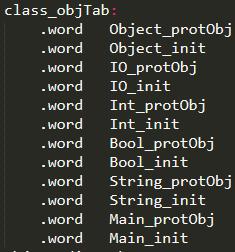 class_objTab:
.word Object_protObj
.word Object_init
.word IO_protObj
.word IO_init
.word Int_protObj
.word Int_init
.word Bool_protObj
.word Bool_init
.word String_protObj
.word String_init
.word Main_protObj
.word Main_init